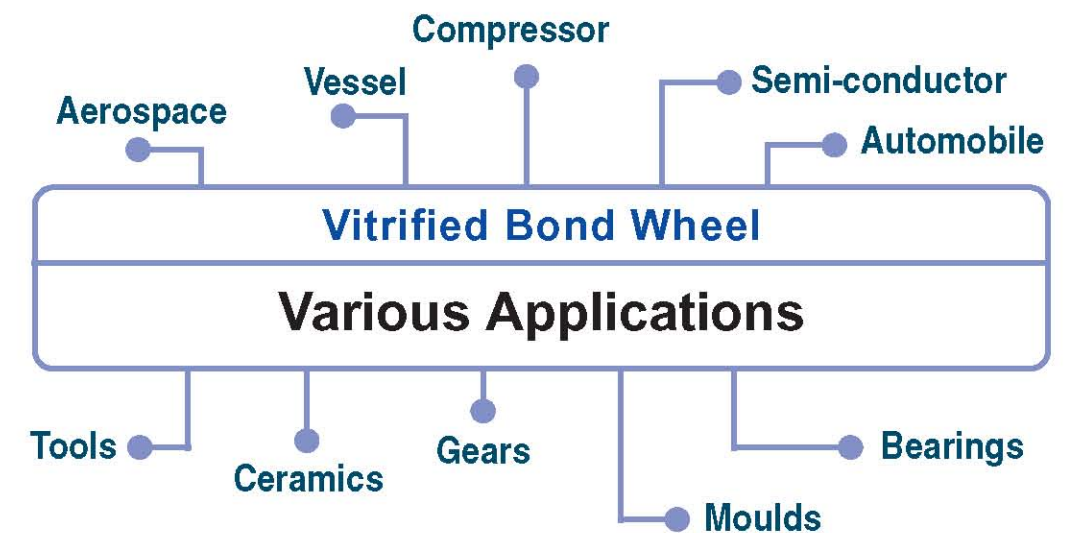 Compressor
Vessel
Semi-conductor
Aerospace
Automobile
Vitrified Bond Wheel
Various Applications
Tools
Ceramics
Gears
Bearings
Moulds